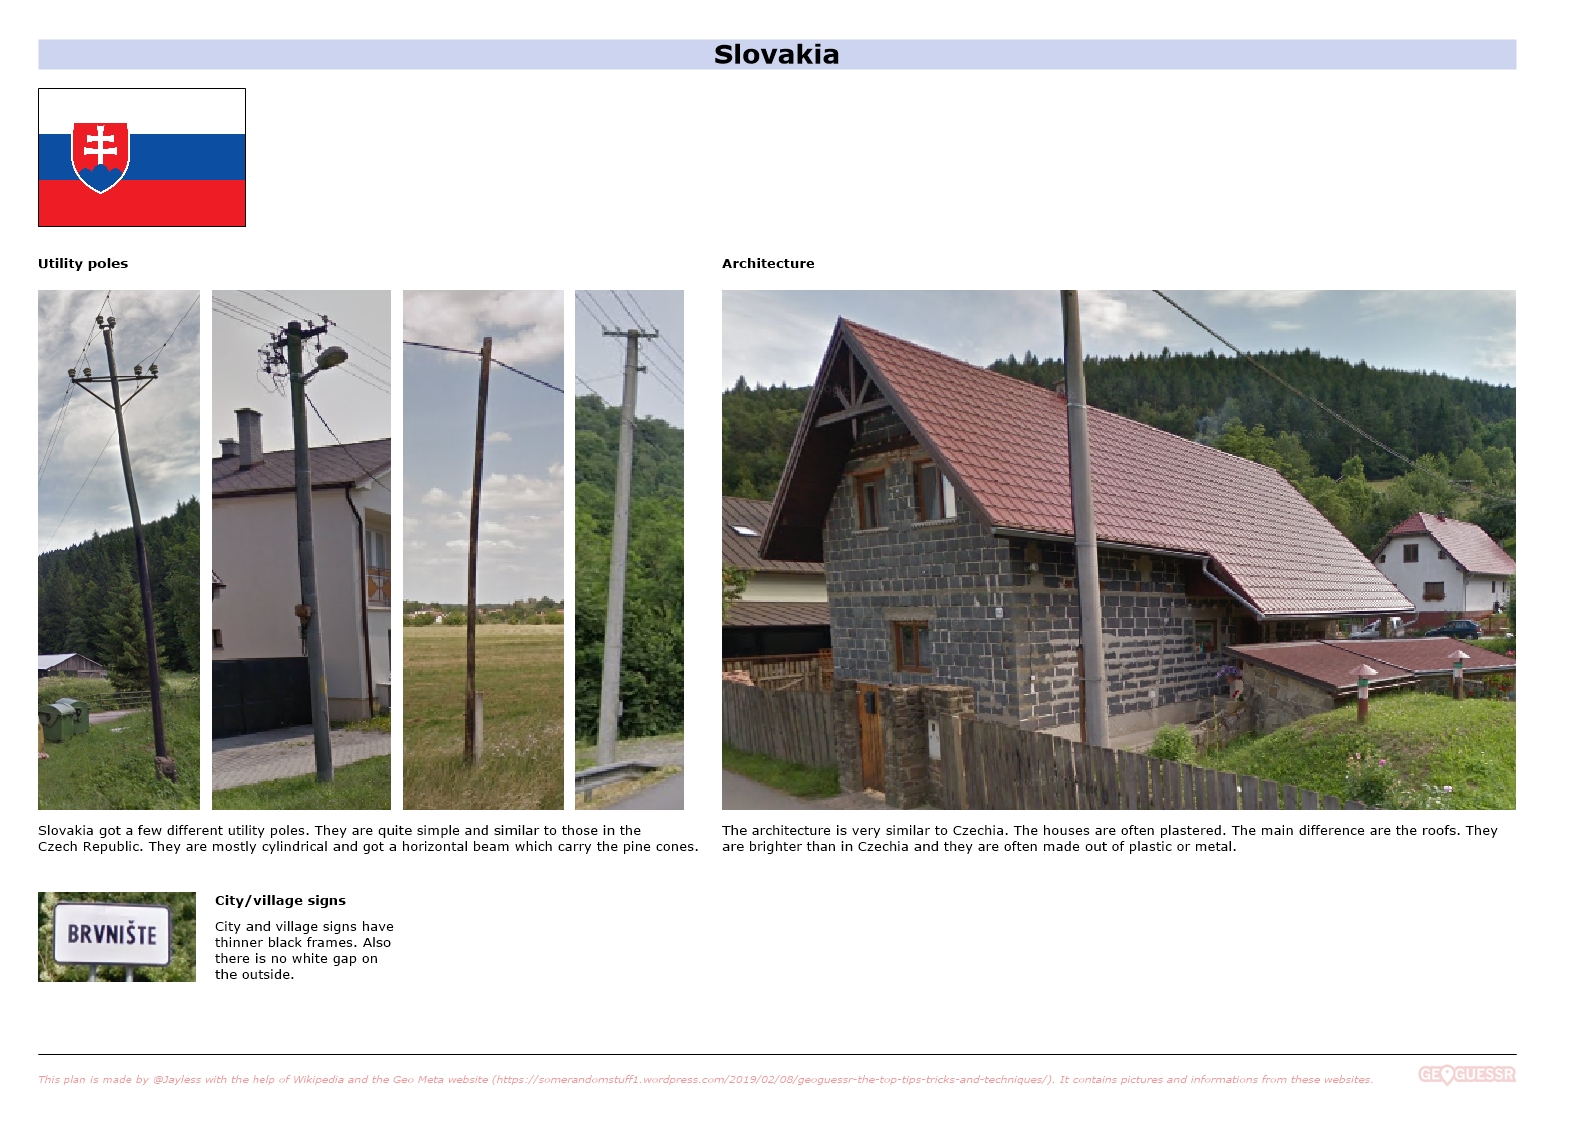 Slovakia
Utility poles
Slovakia got a few different utility poles. They are quite simple and similar to those in the
Czech Republic. They are mostly cylindrical and got a horizontal beam which carry the pine cones.
Architecture
The architecture is very similar to Czechia. The houses are often plastered. The main difference are the roofs. They
are brighter than in Czechia and they are often made out of plastic or metal.
BRVNIŠTE
City/village signs
City and village signs have
thinner black frames. Also
there is no white gap on
the outside.
This plan is made by @Jayless with the help of Wikipedia and the Geo Meta website (https://somerandomstuff1.wordpress.com/2019/02/08/geoguessr-the-top-tips-tricks-and-techniques/). It contains pictures and informations from these websites.
GEOGUESSR